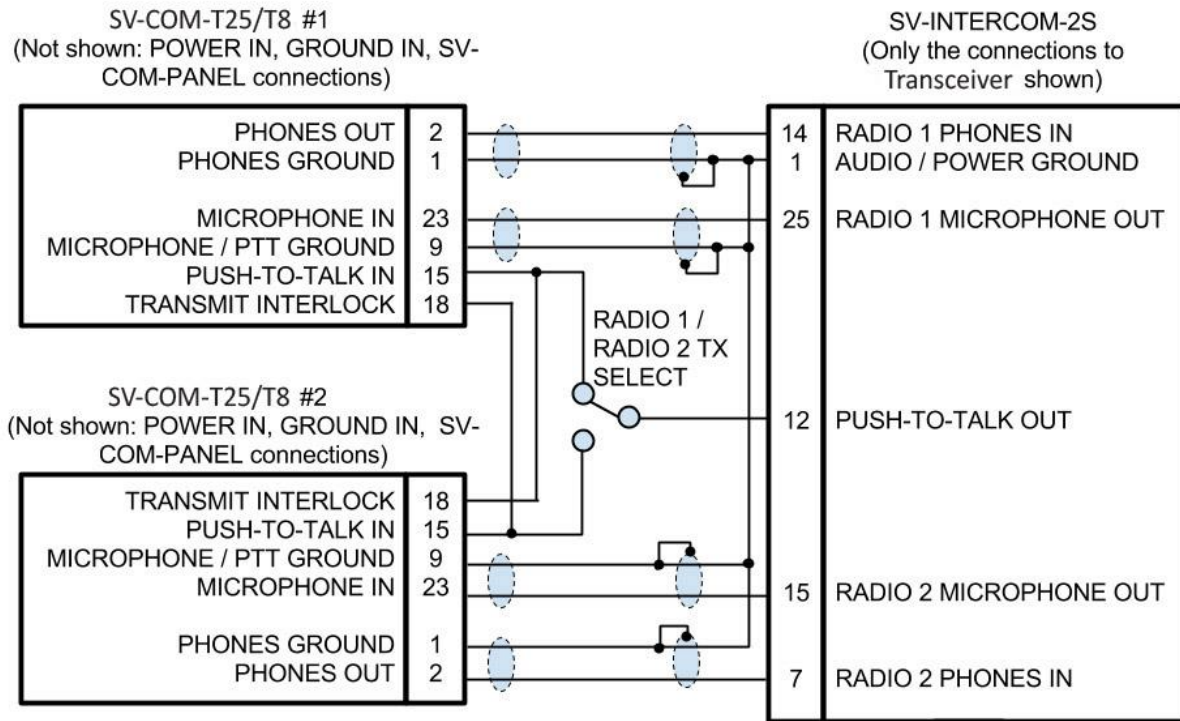 SV-COM-T25/T8 #1
(Not shown: POWER IN, GROUND IN, SV-
COM-PANEL connections)
PHONES OUT 2
PHONES GROUND 1
MICROPHONE IN 23
MICROPHONE / PTT GROUND 9
PUSH-TO-TALK IN 15
TRANSMIT INTERLOCK 18
SV-INTERCOM-2S
(Only the connections to
Transceiver shown)
14 RADIO 1 PHONES IN
1 AUDIO / POWER GROUND
25 RADIO 1 MICROPHONE OUT
RADIO 1 /
RADIO 2 TX
SELECT
12 PUSH-TO-TALK OUT
SV-COM-T25/T8 #2
(Not shown: POWER IN, GROUND IN, SV-
COM-PANEL connections)
TRANSMIT INTERLOCK 18
PUSH-TO-TALK IN 15
MICROPHONE / PTT GROUND 9
MICROPHONE IN 23
PHONES GROUND 1
PHONES OUT 2
15 RADIO 2 MICROPHONE OUT
7 RADIO 2 PHONES IN